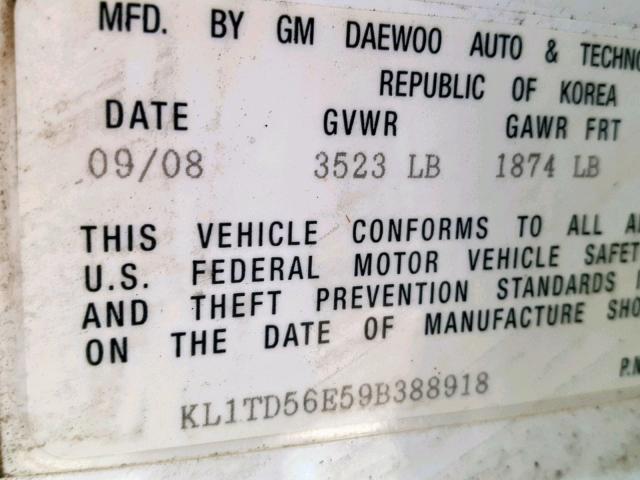 MFD. BY GM DAEWOO AUTO & TECHNO
REPUBLIC OF KOREA
DATE GVWR GAWR FRT
09/08 3523 LB 1874 LB
THIS VEHICLE CONFORMS TO ALL A
U.S. FEDERAL MOTOR VEHICLE SAFET
AND THEFT PREVENTION STANDARDS
ON THE DATE OF MANUFACTURE SHO
P.N
KL1TD56E59B388918